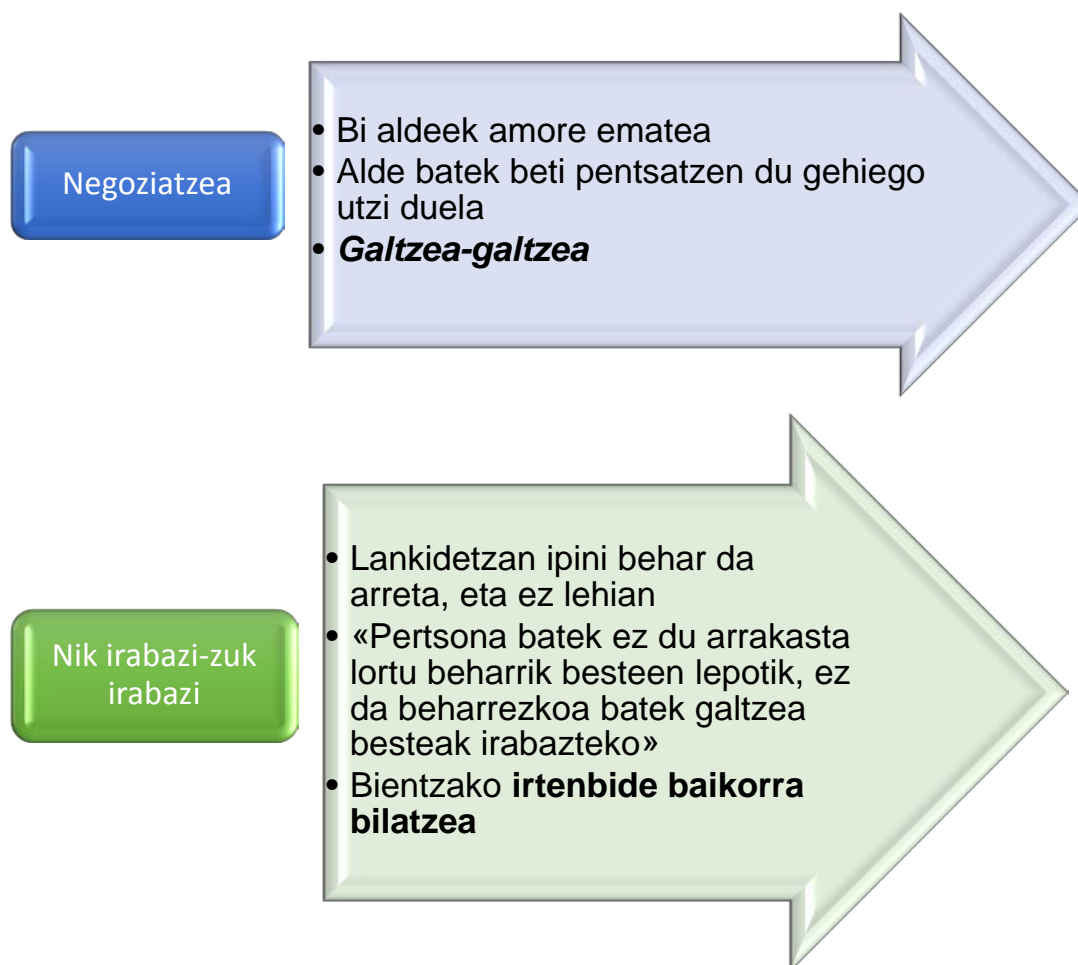 Negoziatzea
• Bi aldeek amore ematea
• Alde batek beti pentsatzen du gehiego
utzi duela
• Galtzea-galtzea
Nik irabazi-zuk
irabazi
• Lankidetzan ipini behar da
arreta, eta ez lehian
• «Pertsona batek ez du arrakasta
lortu beharrik besteen lepotik, ez
da beharrezkoa batek galtzea
besteak irabazteko»
• Bientzako irtenbide baikorra
bilatzea